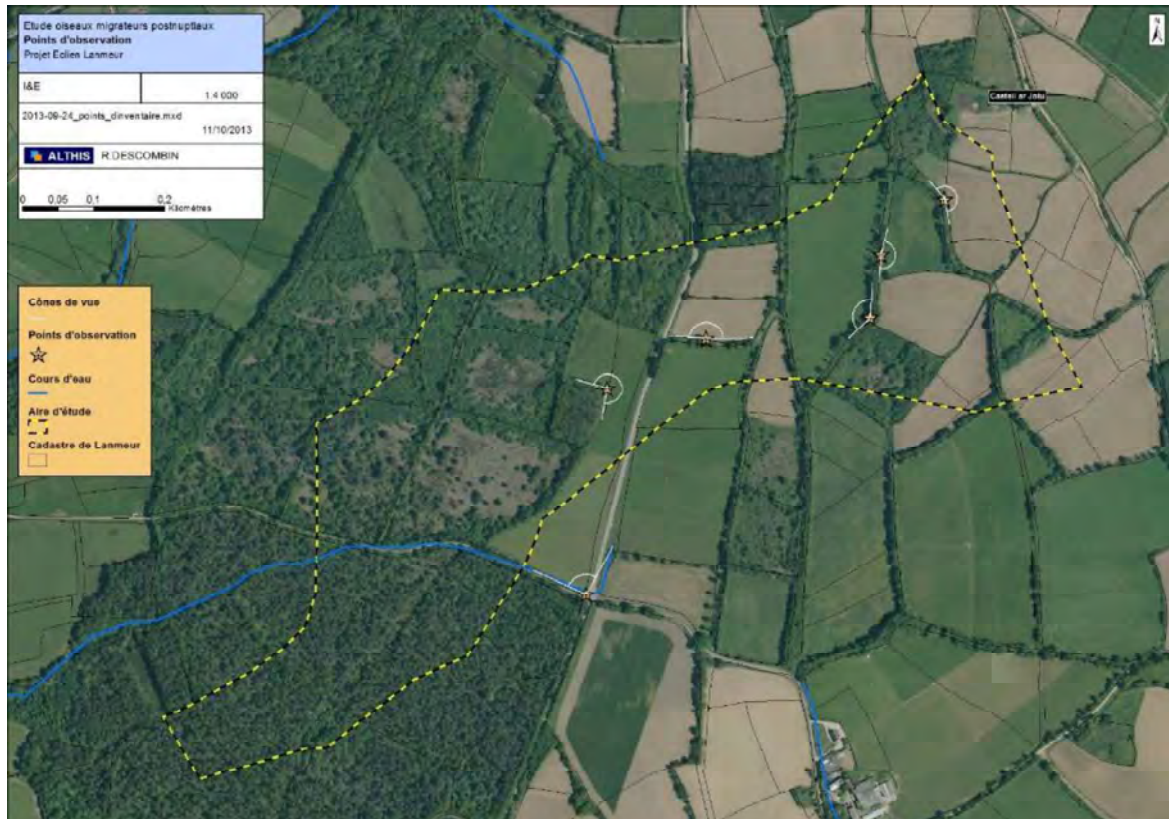 Etude oiseaux migrateurs postnuptiaux
Points d'observation
Projet Eolien Lanmeur
I&E
1:4 000
2013-09-24_points_dinventaire.mxd
11/10/2013
ALTHIS R.DESCOMBIN
0 0,05 0,1 0,2
Kilomètres
N
Castell ar Jolu
Cônes de vue
Points d'observation
Cours d'eau
Aire d'étude
Cadastre de Lanmeur